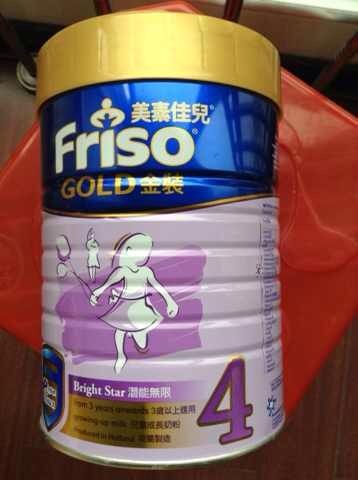 美素佳兒
Friso
GOLD 金裝
Bright Star 潛能無限
From 3 years onwards 3歲以上適用
Growing-up milk 兒童成長奶粉
Produced in Holland 荷蘭製造
4